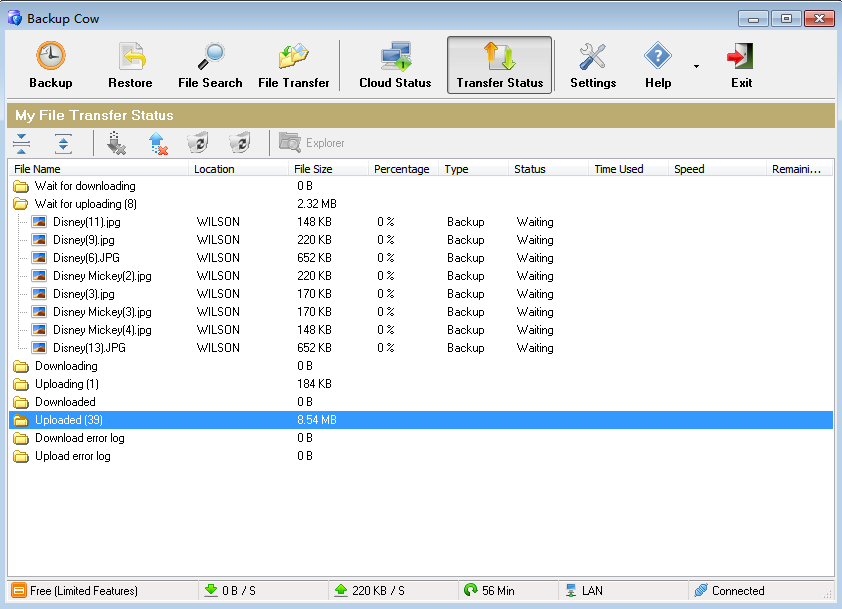 Backup Cow
Backup Restore File Search File Transfer Cloud Status Transfer Status Settings Help Exit
My File Transfer Status
Explorer
File Name Location File Size Percentage Type Status Time Used Speed Remaini...
Wait for downloading 0 B
Wait for uploading (8) 2.32 MB
Disney(11).jpg WILSON 148 KB 0 % Backup Waiting
Disney(9).jpg WILSON 220 KB 0 % Backup Waiting
Disney(6).JPG WILSON 652 KB 0 % Backup Waiting
Disney Mickey(2).jpg WILSON 220 KB 0 % Backup Waiting
Disney(3).jpg WILSON 170 KB 0 % Backup Waiting
Disney Mickey(3).jpg WILSON 170 KB 0 % Backup Waiting
Disney Mickey(4).jpg WILSON 148 KB 0 % Backup Waiting
Disney(13).JPG WILSON 652 KB 0 % Backup Waiting
Downloading 0 B
Uploading (1) 184 KB
Downloaded 0 B
Uploaded (39) 8.54 MB
Download error log 0 B
Upload error log 0 B
Free (Limited Features) 0 B / S 220 KB / S 56 Min LAN Connected